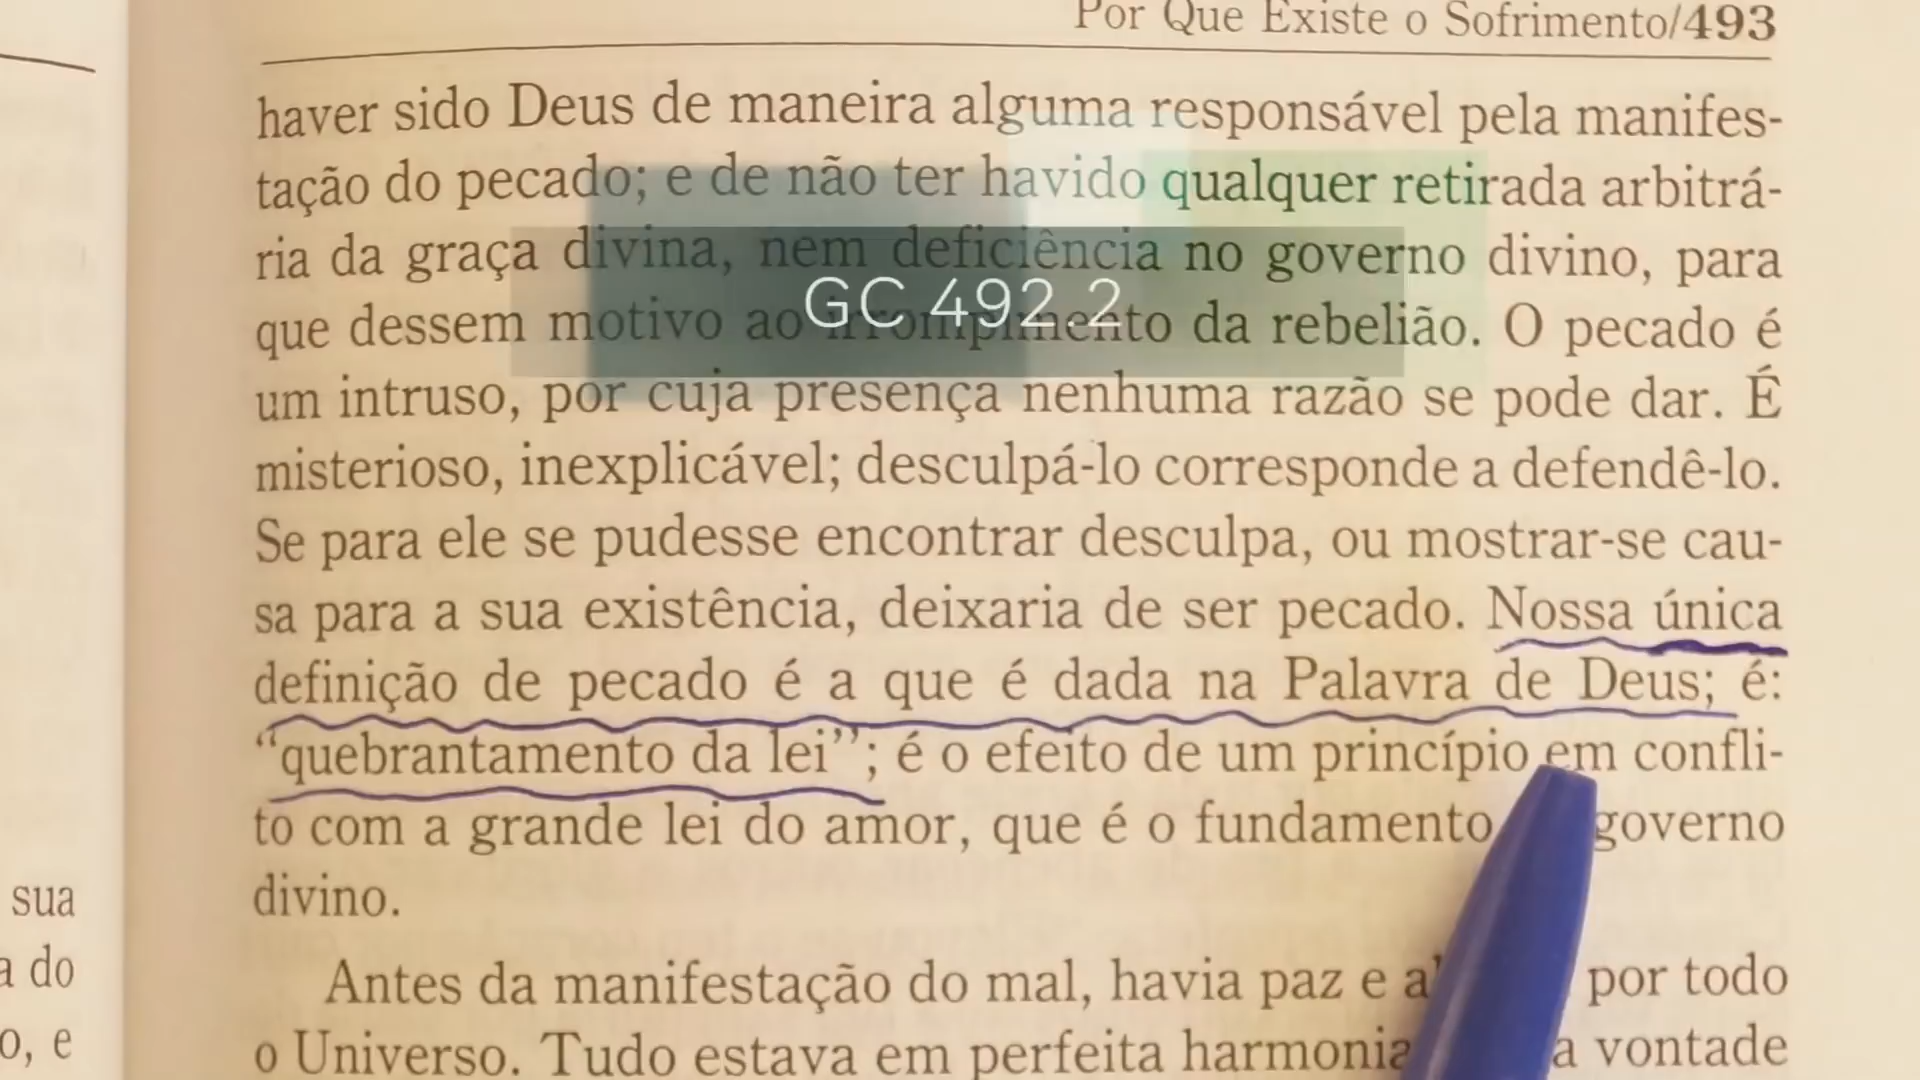 Por Que Existe o Sofrimento/493
haver sido Deus de maneira alguma responsável pela manifes-
tação do pecado; e de não ter havido qualquer retirada arbitrá-
ria da graça divina, nem deficiência no governo divino, para
GC 492.2
que dessem motivo ao irrompimento da rebelião. O pecado é
um intruso, por cuja presença nenhuma razão se pode dar. É
misterioso, inexplicável; desculpá-lo corresponde a defendê-lo.
Se para ele se pudesse encontrar desculpa, ou mostrar-se cau-
sa para a sua existência, deixaria de ser pecado. Nossa única
definição de pecado é a que é dada na Palavra de Deus; é:
“quebrantamento da lei”; é o efeito de um princípio em confli-
to com a grande lei do amor, que é o fundamento governo
divino.
Antes da manifestação do mal, havia paz e por todo
o Universo. Tudo estava em perfeita harmonia a vontade
sua
a do
o, e